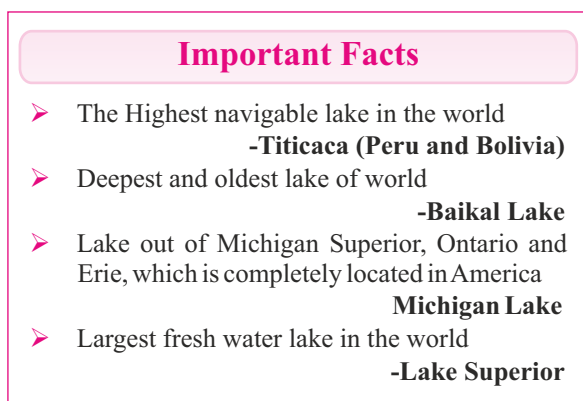 Important Facts
➢ The Highest navigable lake in the world
-Titicaca (Peru and Bolivia)
➢ Deepest and oldest lake of world
-Baikal Lake
➢ Lake out of Michigan Superior, Ontario and
Erie, which is completely located in America
Michigan Lake
➢ Largest fresh water lake in the world
-Lake Superior